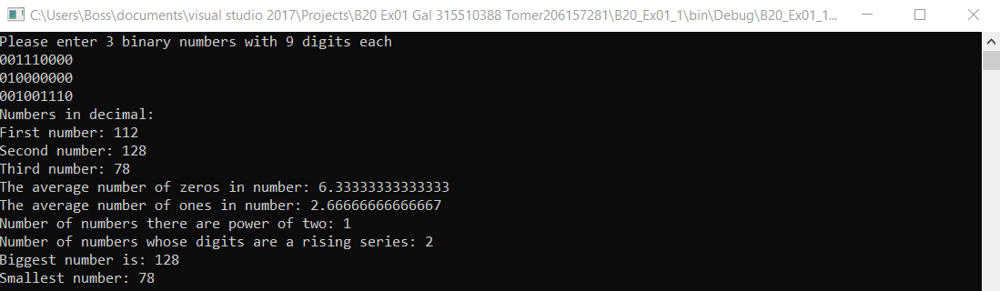 C:\Users\Boss\documents\visual studio 2017\Projects\B20 Ex01 Gal 315510388 Tomer206157281\B20_Ex01_1\bin\Debug\B20_Ex01_1...
Please enter 3 binary numbers with 9 digits each
001110000
010000000
001001110
Numbers in decimal:
First number: 112
Second number: 128
Third number: 78
The average number of zeros in number: 6.33333333333333
The average number of ones in number: 2.66666666666667
Number of numbers there are power of two: 1
Number of numbers whose digits are a rising series: 2
Biggest number is: 128
Smallest number: 78